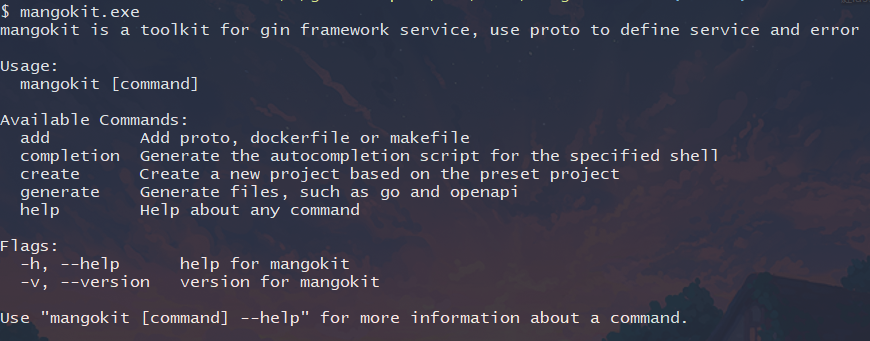 $ mangokit.exe
mangokit is a toolkit for gin framework service, use proto to define service and error
Usage:
  mangokit [command]
Available Commands:
  add         Add proto, dockerfile or makefile
  completion  Generate the autocompletion script for the specified shell
  create      Create a new project based on the preset project
  generate    Generate files, such as go and openapi
  help        Help about any command
Flags:
  -h, --help      help for mangokit
  -v, --version   version for mangokit
Use "mangokit [command] --help" for more information about a command.